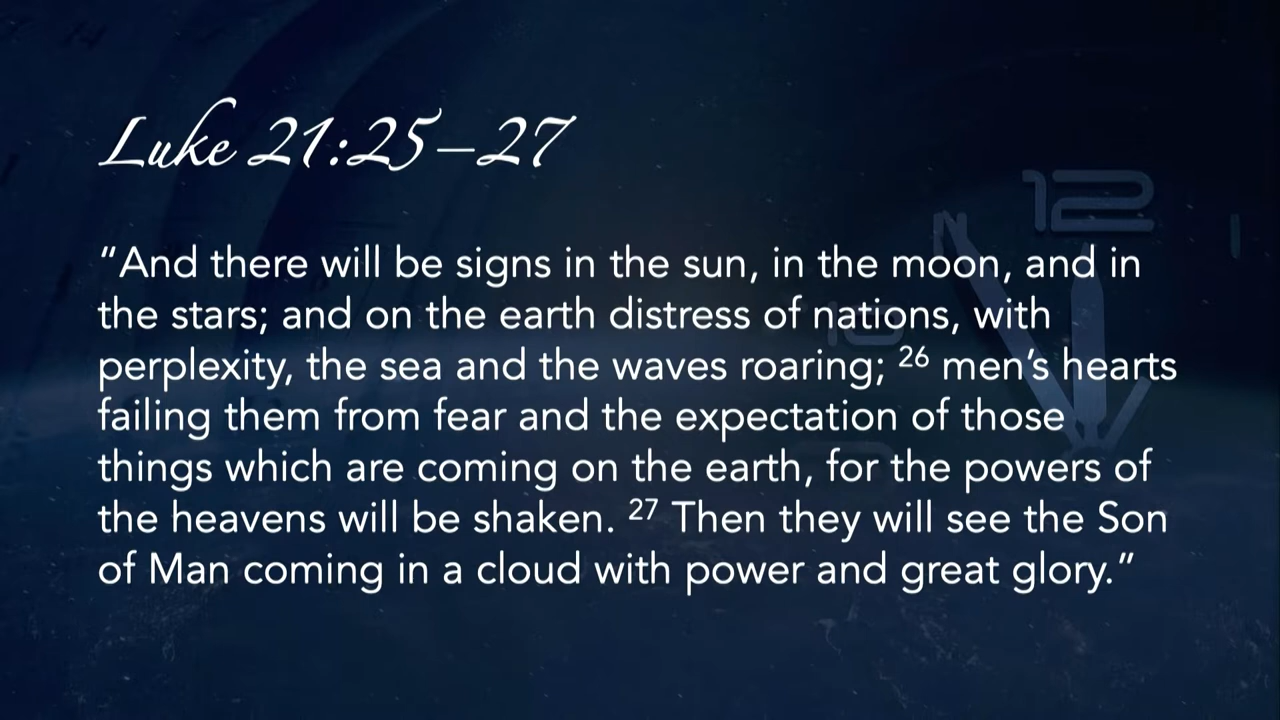 Luke 21:25–27
12
10
“And there will be signs in the sun, in the moon, and in
the stars; and on the earth distress of nations, with
perplexity, the sea and the waves roaring; ²⁶ men’s hearts
failing them from fear and the expectation of those
things which are coming on the earth, for the powers of
the heavens will be shaken. ²⁷ Then they will see the Son
of Man coming in a cloud with power and great glory.”